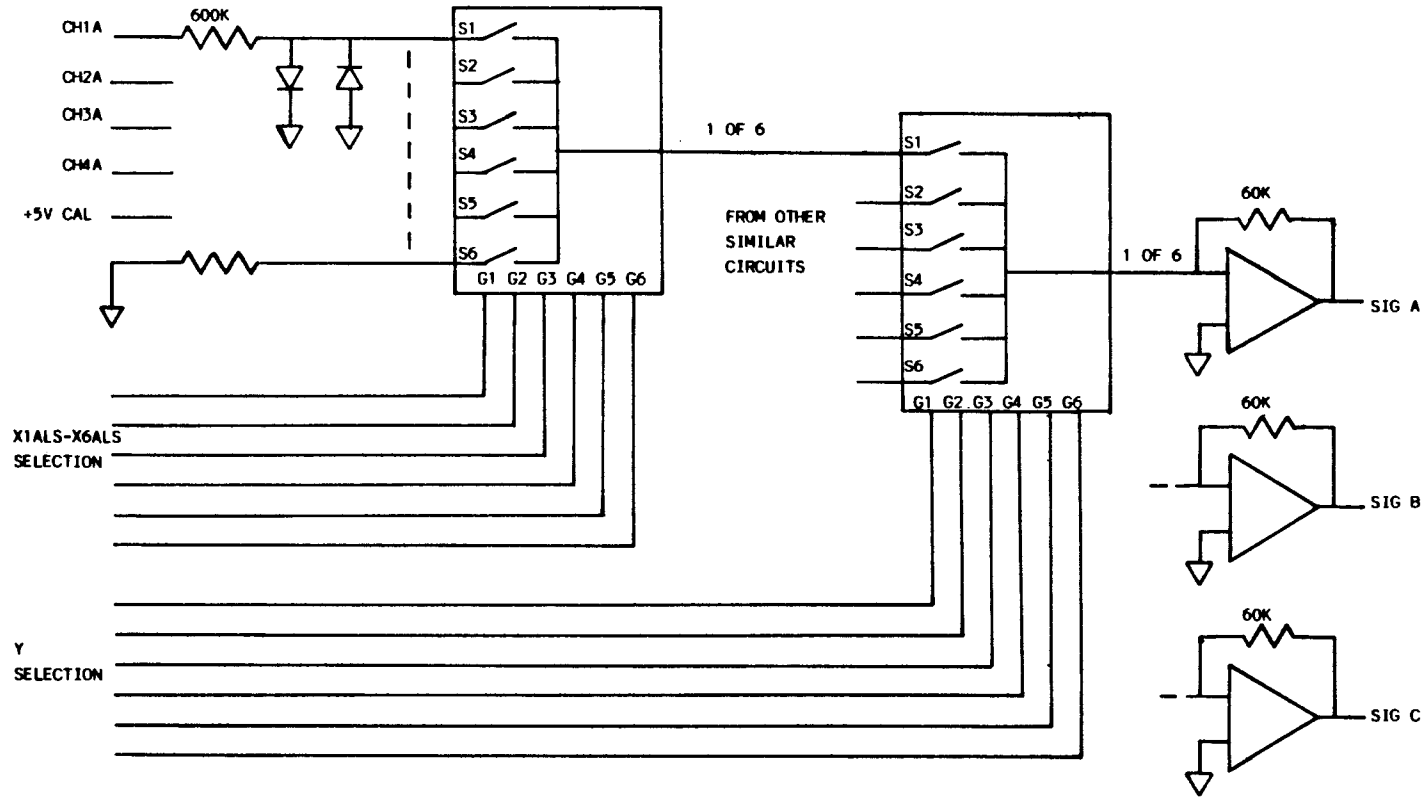 CH1A
600K
CH2A
CH3A
CH4A
+5V CAL
S1
S2
S3
S4
S5
S6
G1 G2 G3 G4 G5 G6
1 OF 6
FROM OTHER
SIMILAR
CIRCUITS
S1
S2
S3
S4
S5
S6
G1 G2 G3 G4 G5 G6
1 OF 6
60K
SIG A
60K
SIG B
60K
SIG C
X1ALS-X6ALS
SELECTION
Y
SELECTION